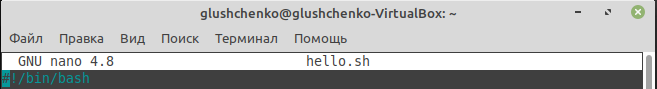 glushchenko@glushchenko-VirtualBox: ~
Файл Правка Вид Поиск Терминал Помощь
GNU nano 4.8 hello.sh
#!/bin/bash